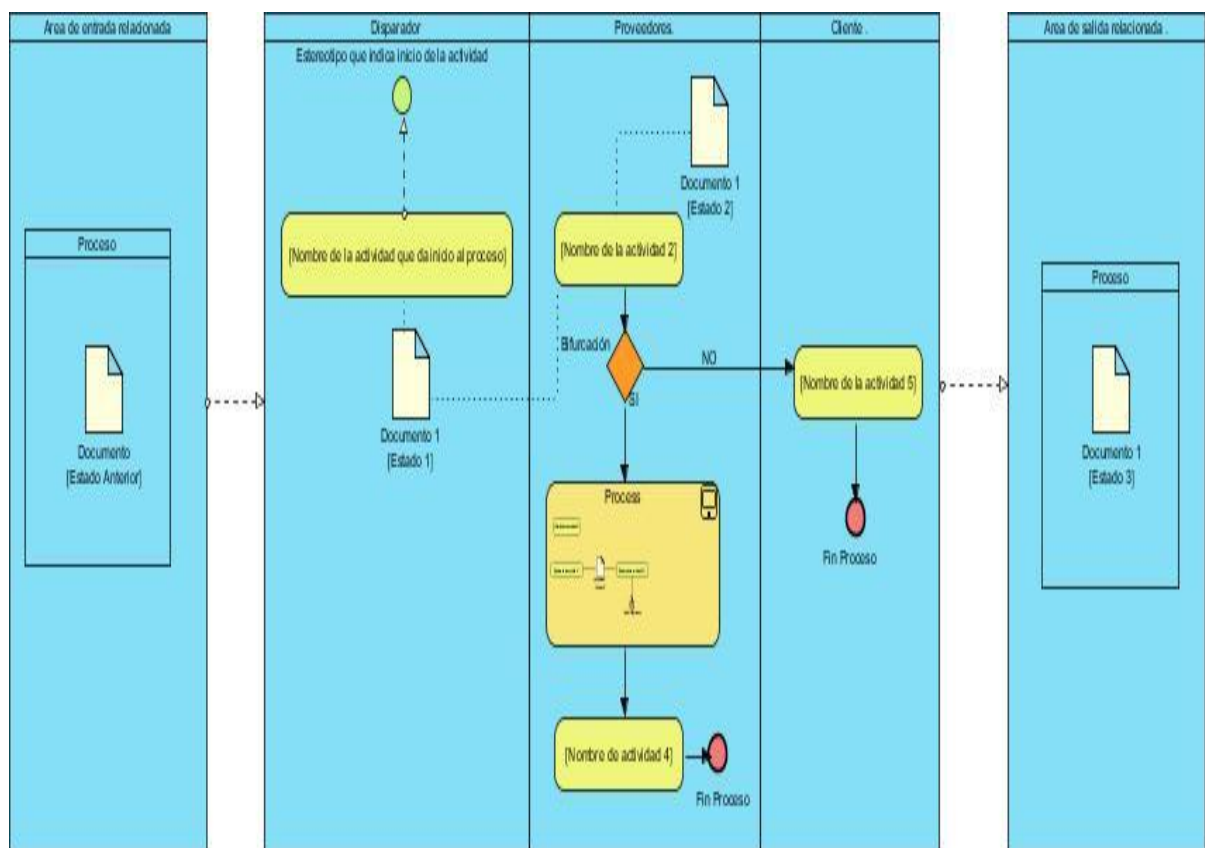 Area de entrada relacionada
Proceso
Documento
[Estado Anterior]
Disparador
Estereotipo que indica inicio de la actividad
[Nombre de la actividad que da inicio al proceso]
Documento 1
[Estado 1]
Proveedores.
Documento 1
[Estado 2]
[Nombre de la actividad 2]
Bifurcación
NO
SI
Process
[Nombre de actividad 4]
Fin Proceso
Cliente .
[Nombre de la actividad 5]
Fin Proceso
Area de salida relacionada .
Proceso
Documento 1
[Estado 3]